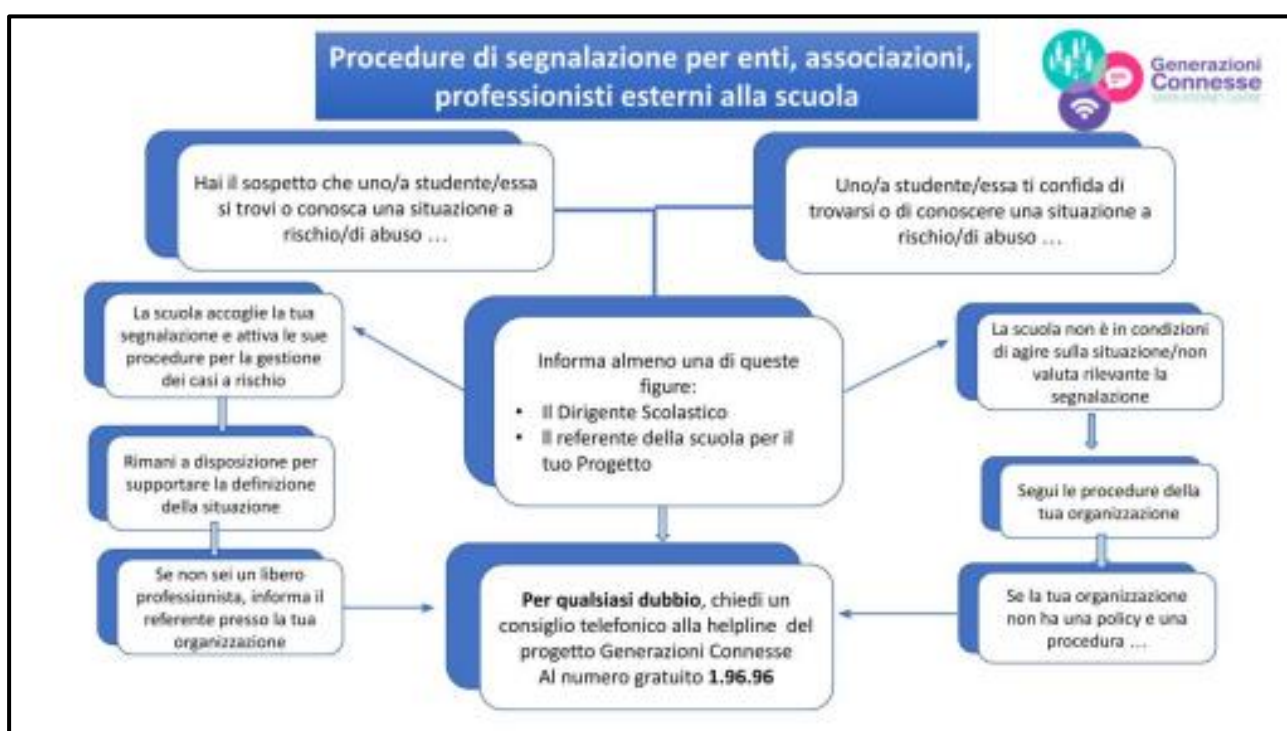 Procedure di segnalazione per enti, associazioni,
professionisti esterni alla scuola
Generazioni
Connesse
Hai il sospetto che uno/a studente/essa
si trovi o conosca una situazione a
rischio/di abuso …
Uno/a studente/essa ti confida di
trovarsi o di conoscere una situazione a
rischio/di abuso …
La scuola accoglie la tua
segnalazione e attiva le sue
procedure per la gestione
dei casi a rischio
Informa almeno una di queste
figure:
• Il Dirigente Scolastico
• Il referente della scuola per il
tuo Progetto
La scuola non è in condizioni
di agire sulla situazione/non
valuta rilevante la
segnalazione
Rimani a disposizione per
supportare la definizione
della situazione
Segui le procedure della
tua organizzazione
Se non sei un libero
professionista, informa il
referente presso la tua
organizzazione
Per qualsiasi dubbio, chiedi un
consiglio telefonico alla helpline del
progetto Generazioni Connesse
Al numero gratuito 1.96.96
Se la tua organizzazione
non ha una policy e una
procedura …